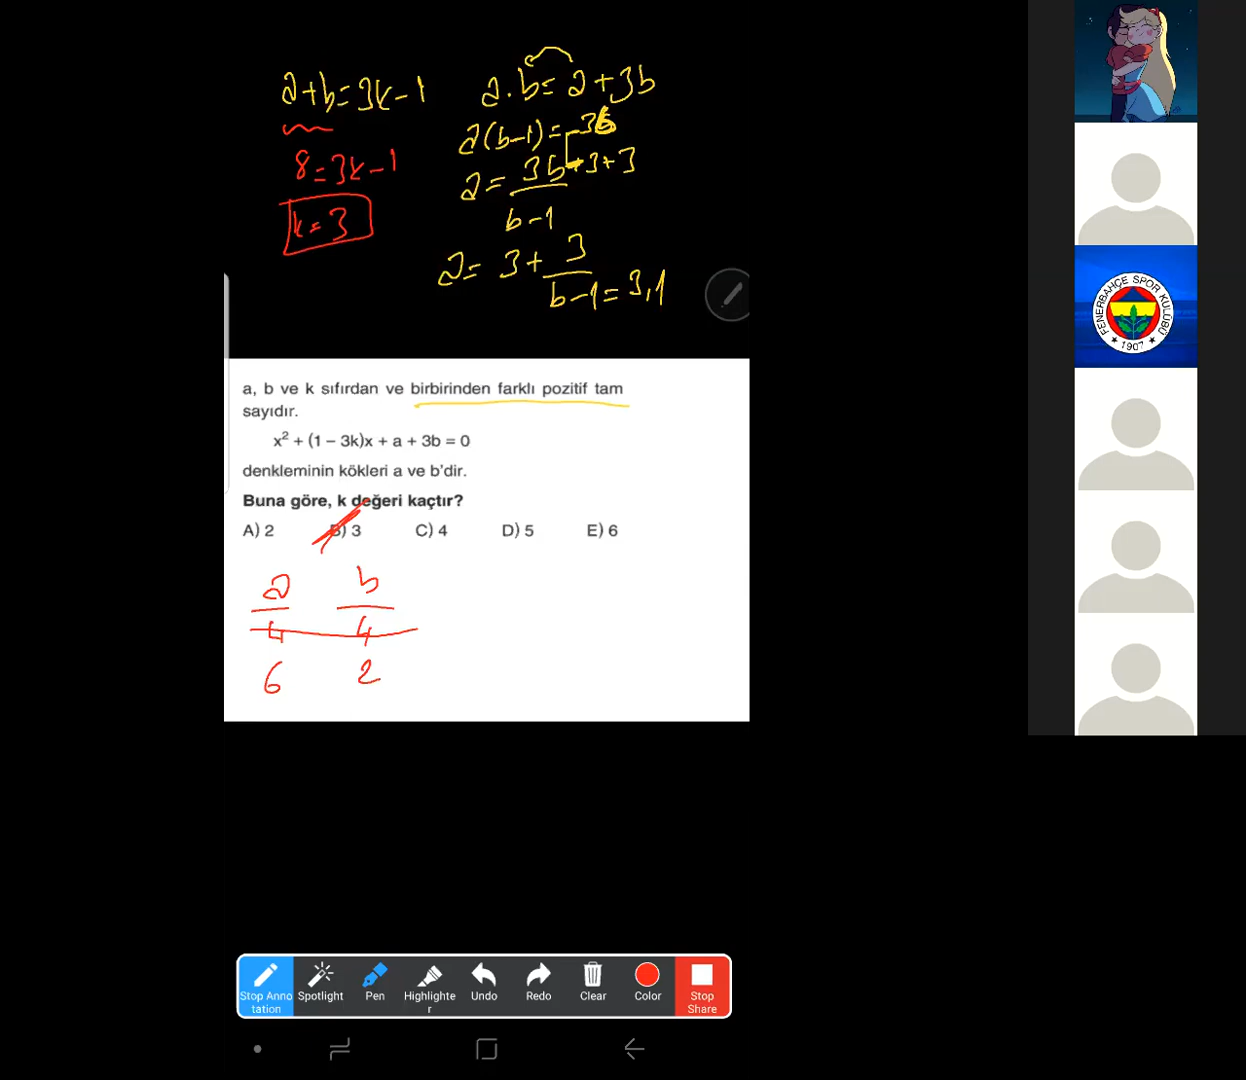 a+b=3k-1
8=3k-1
k=3
a.b=a+3b
a(b-1)=3b
a=3b-3+3
b-1
a=3+3
b-1=3,1
a, b ve k sıfırdan ve birbirinden farklı pozitif tam
sayıdır.
x² + (1 – 3k)x + a + 3b = 0
denkleminin kökleri a ve b'dir.
Buna göre, k değeri kaçtır?
A) 2 B) 3 C) 4 D) 5 E) 6
a b
4 4
6 2
FENERBAHÇE SPOR KULÜBÜ
1907
Stop Anno
tation
Spotlight
Pen
Highlighte
r
Undo
Redo
Clear
Color
Stop
Share